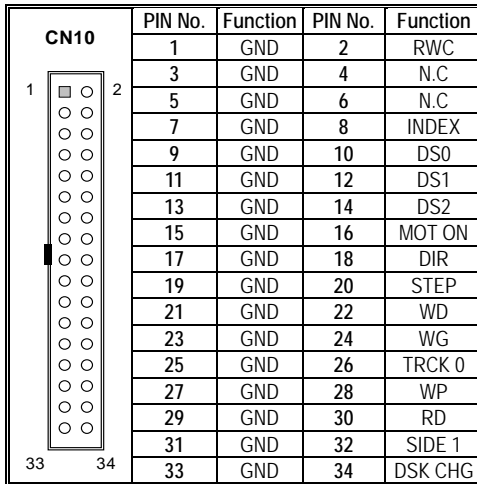 CN10
1 2
33 34
PIN No. Function PIN No. Function
1 GND 2 RWC
3 GND 4 N.C
5 GND 6 N.C
7 GND 8 INDEX
9 GND 10 DS0
11 GND 12 DS1
13 GND 14 DS2
15 GND 16 MOT ON
17 GND 18 DIR
19 GND 20 STEP
21 GND 22 WD
23 GND 24 WG
25 GND 26 TRCK 0
27 GND 28 WP
29 GND 30 RD
31 GND 32 SIDE 1
33 GND 34 DSK CHG